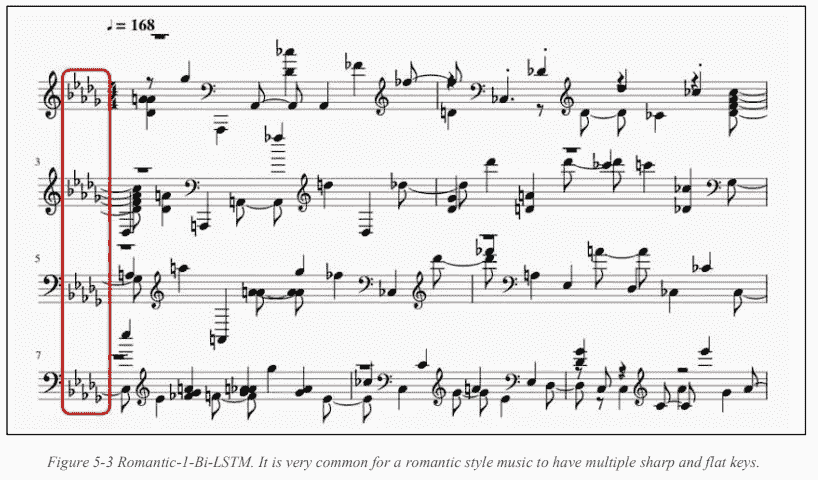 ♩= 168
3
5
7
Figure 5-3 Romantic-1-Bi-LSTM. It is very common for a romantic style music to have multiple sharp and flat keys.